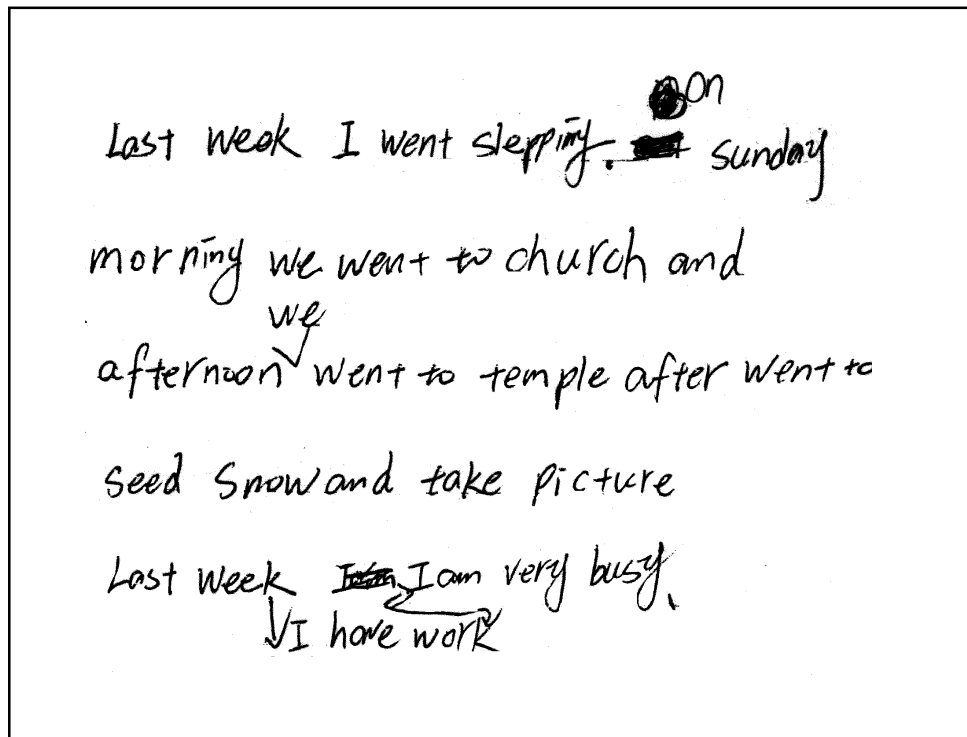 Last week I went slepping. On sunday
morning we went to church and
afternoon we went to temple after went to
seed snow and take picture
Last week I have work I am very busy.